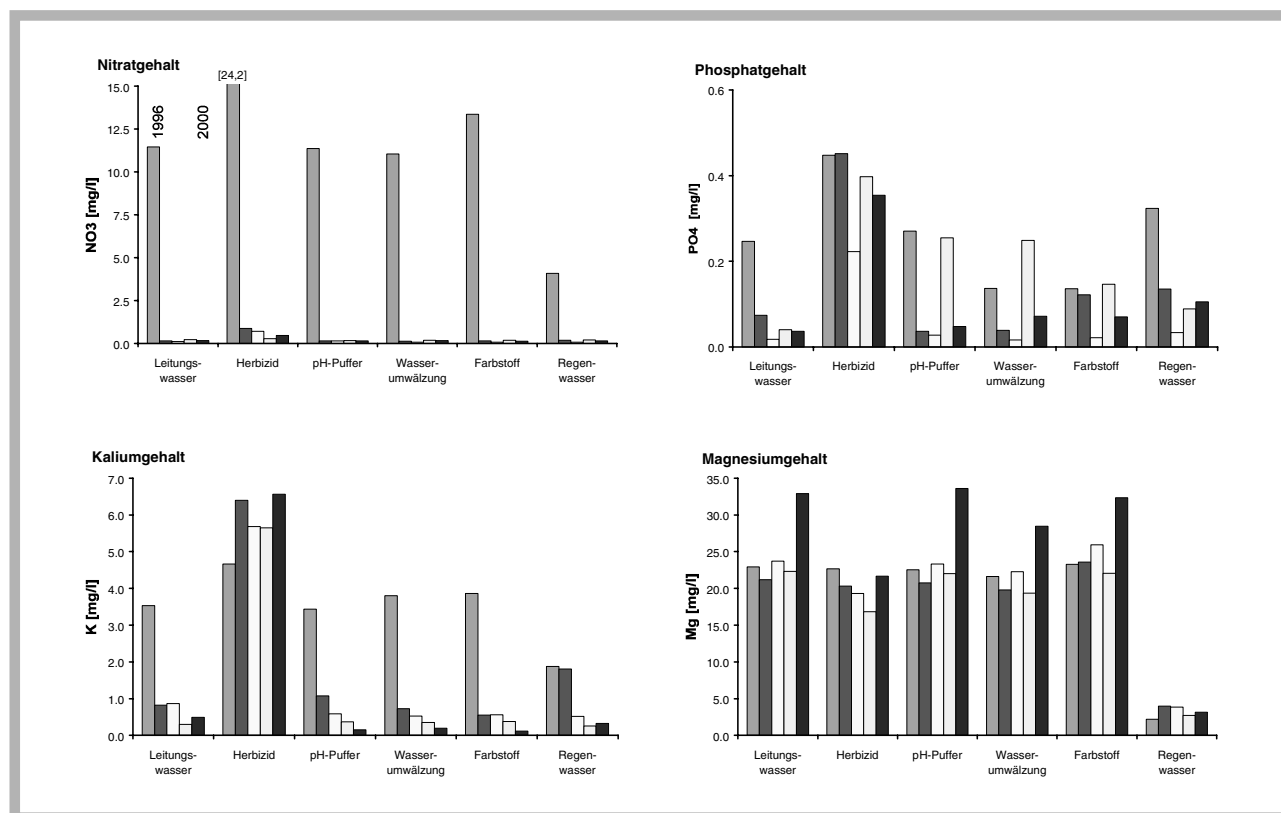 Nitratgehalt
[24,2]
15.0
12.5
10.0
7.5
5.0
2.5
0.0
NO3 [mg/l]
1996
2000
Leitungs-
wasser
Herbizid
pH-Puffer
Wasser-
umwälzung
Farbstoff
Regen-
wasser
Phosphatgehalt
0.6
0.4
0.2
0.0
PO4 [mg/l]
Leitungs-
wasser
Herbizid
pH-Puffer
Wasser-
umwälzung
Farbstoff
Regen-
wasser
Kaliumgehalt
7.0
6.0
5.0
4.0
3.0
2.0
1.0
0.0
K [mg/l]
Leitungs-
wasser
Herbizid
pH-Puffer
Wasser-
umwälzung
Farbstoff
Regen-
wasser
Magnesiumgehalt
35.0
30.0
25.0
20.0
15.0
10.0
5.0
0.0
Mg [mg/l]
Leitungs-
wasser
Herbizid
pH-Puffer
Wasser-
umwälzung
Farbstoff
Regen-
wasser